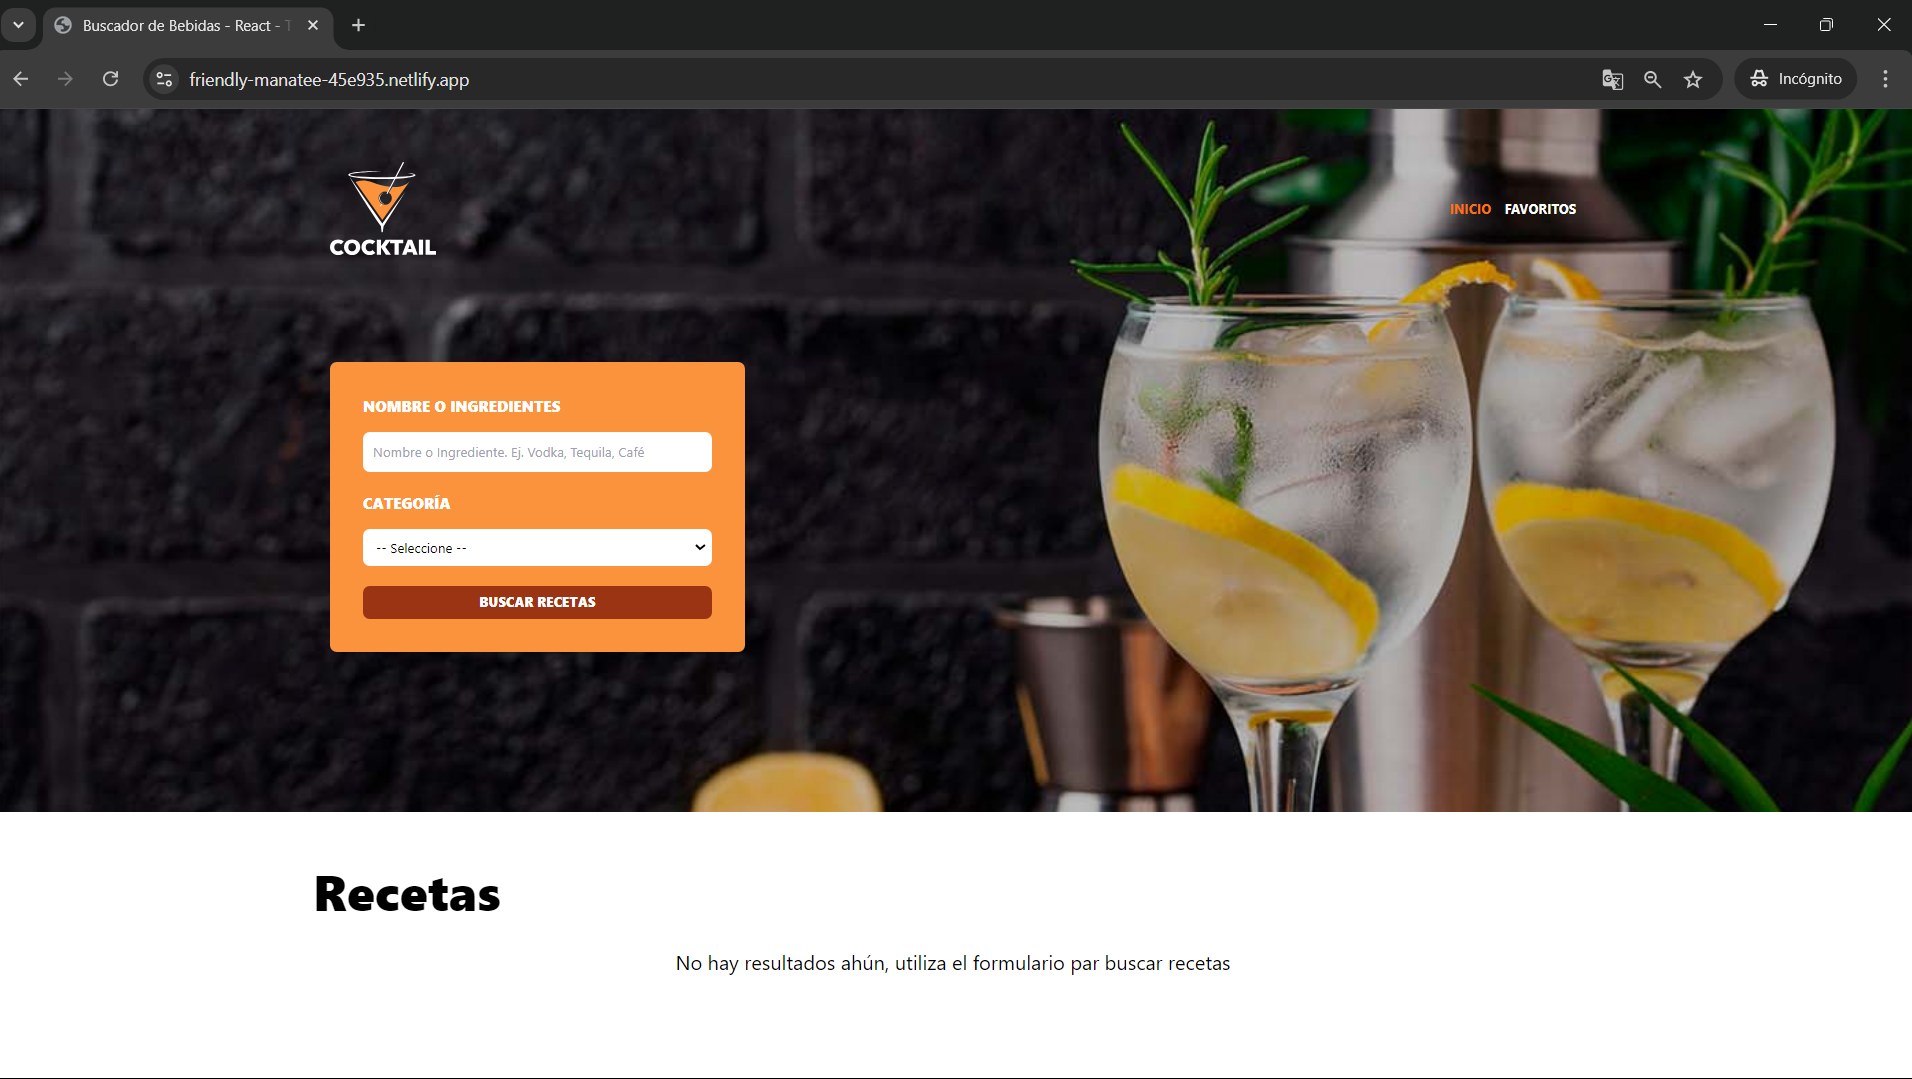 Buscador de Bebidas - React - T
friendly-manatee-45e935.netlify.app
Incógnito
COCKTAIL
INICIO FAVORITOS
NOMBRE O INGREDIENTES
Nombre o Ingrediente. Ej. Vodka, Tequila, Café
CATEGORÍA
-- Seleccione --
BUSCAR RECETAS
Recetas
No hay resultados ahún, utiliza el formulario par buscar recetas